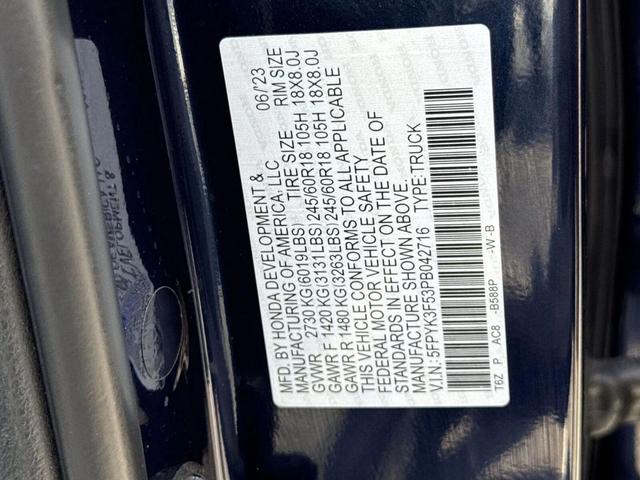 MFD. BY HONDA DEVELOPMENT & 06/'23
MANUFACTURING OF AMERICA, LLC
TIRE SIZE RIM SIZE
GVWR 2730 KG(6019LBS)
GAWR F 1420 KG(3131LBS) 245/60R18 105H 18X8.0J
GAWR R 1480 KG(3263LBS) 245/60R18 105H 18X8.0J
THIS VEHICLE CONFORMS TO ALL APPLICABLE
FEDERAL MOTOR VEHICLE SAFETY
STANDARDS IN EFFECT ON THE DATE OF
MANUFACTURE SHOWN ABOVE.
V.I.N.: 5FPYK3F53PB042716 TYPE:TRUCK
T6Z P AC8 -B588P -W-B